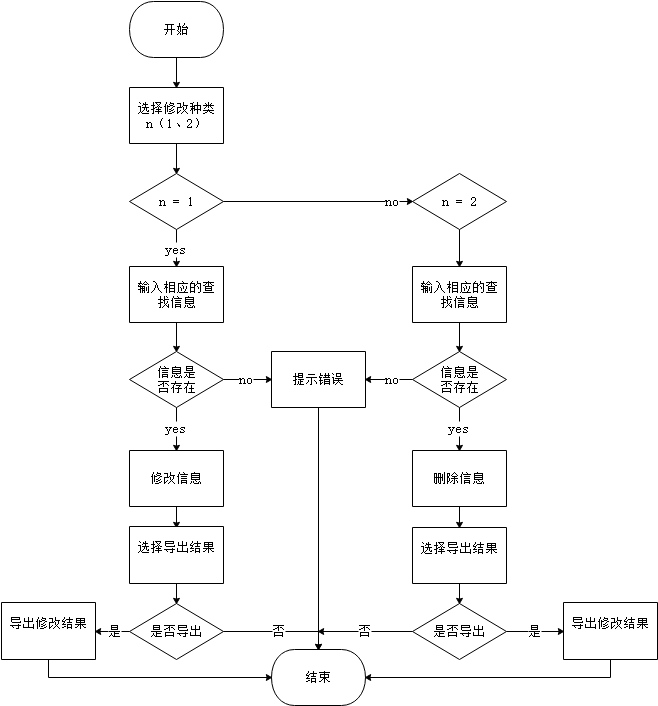 开始
选择修改种类
n（1、2）
n = 1
no
n = 2
yes
输入相应的查
找信息
输入相应的查
找信息
信息是
否存在
no
提示错误
no
信息是
否存在
yes
yes
修改信息
删除信息
选择导出结果
选择导出结果
导出修改结果
是
是否导出
否
否
是否导出
是
导出修改结果
结束